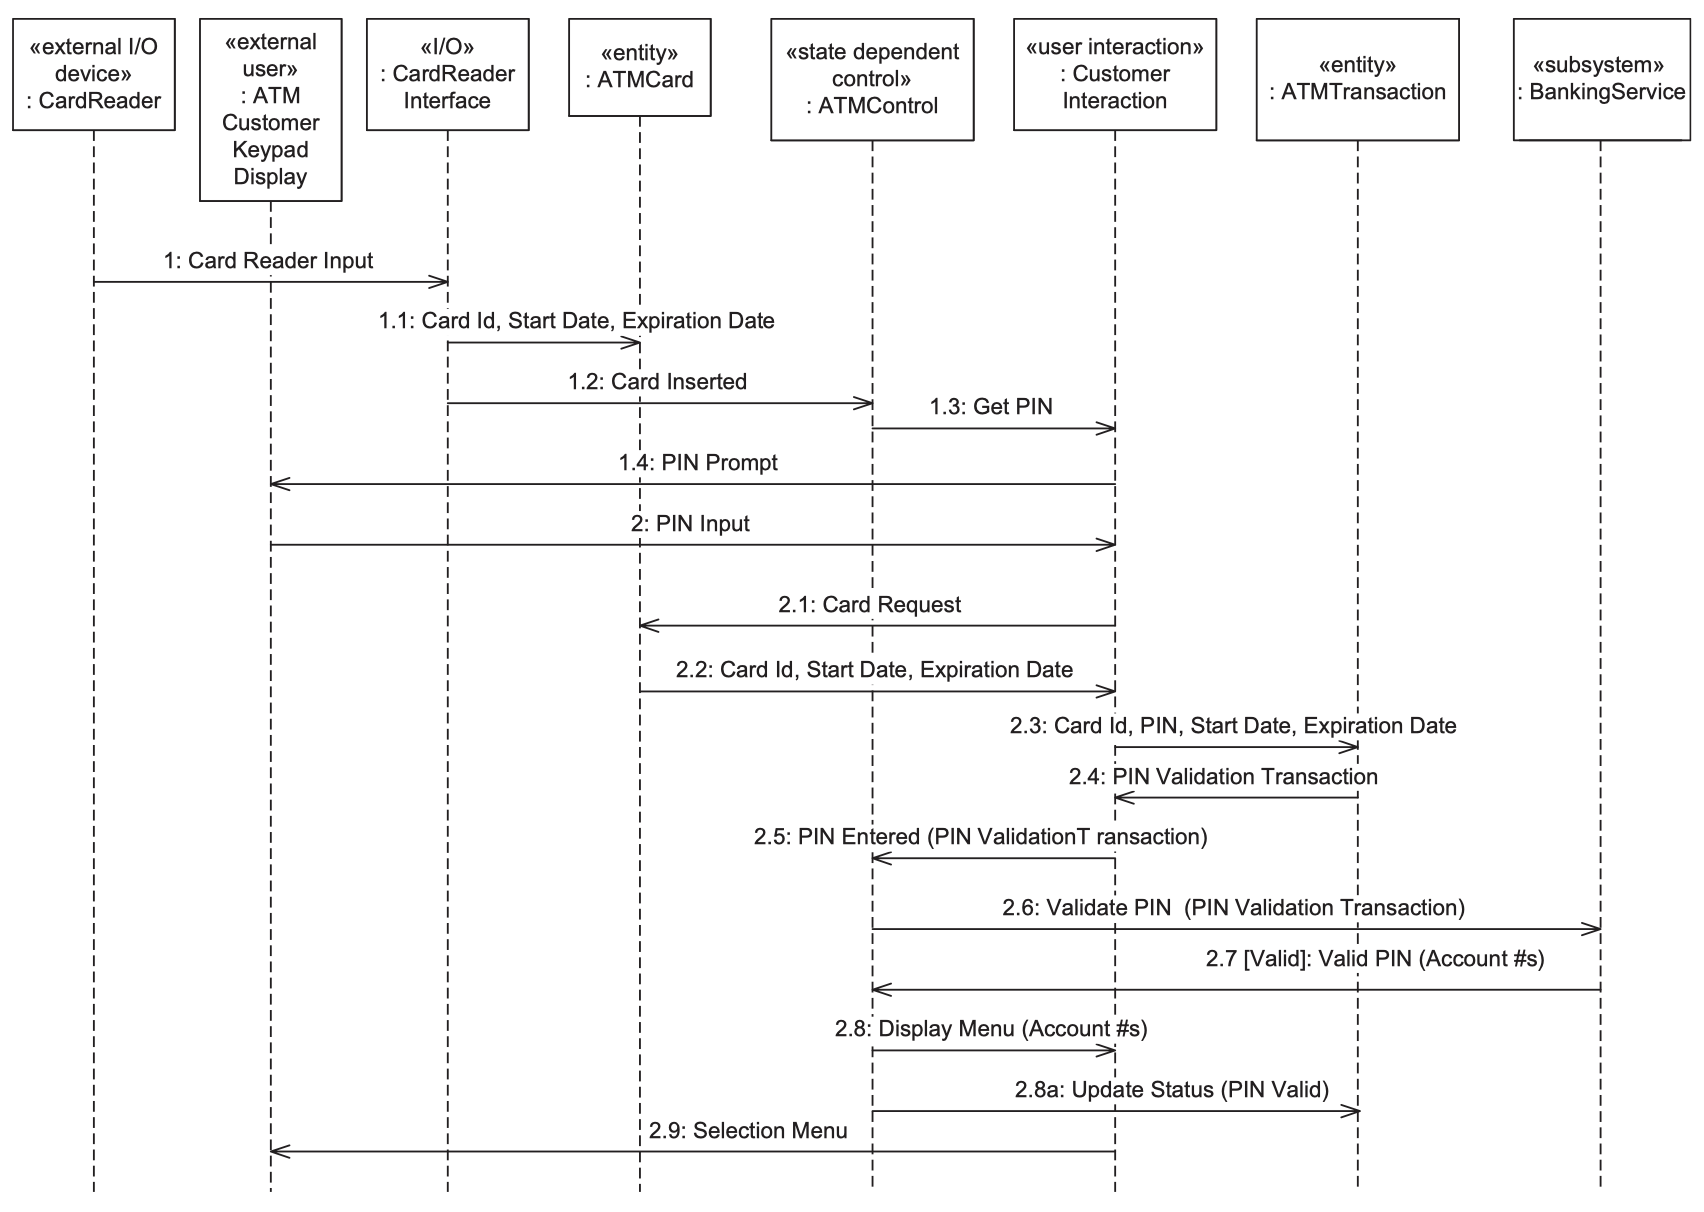 «external I/O
device»
: CardReader
«external
user»
: ATM
Customer
Keypad
Display
«I/O»
: CardReader
Interface
«entity»
: ATMCard
«state dependent
control»
: ATMControl
«user interaction»
: Customer
Interaction
«entity»
: ATMTransaction
«subsystem»
: BankingService
1: Card Reader Input
1.1: Card Id, Start Date, Expiration Date
1.2: Card Inserted
1.3: Get PIN
1.4: PIN Prompt
2: PIN Input
2.1: Card Request
2.2: Card Id, Start Date, Expiration Date
2.3: Card Id, PIN, Start Date, Expiration Date
2.4: PIN Validation Transaction
2.5: PIN Entered (PIN ValidationT ransaction)
2.6: Validate PIN  (PIN Validation Transaction)
2.7 [Valid]: Valid PIN (Account #s)
2.8: Display Menu (Account #s)
2.8a: Update Status (PIN Valid)
2.9: Selection Menu